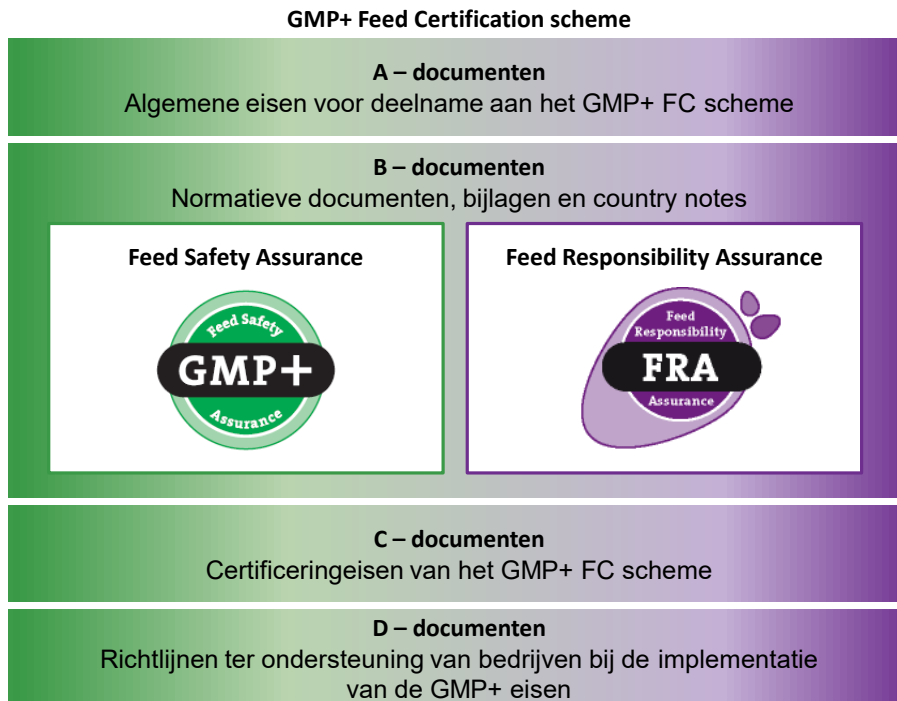 GMP+ Feed Certification scheme
A – documenten
Algemene eisen voor deelname aan het GMP+ FC scheme
B – documenten
Normatieve documenten, bijlagen en country notes
Feed Safety Assurance
Feed Safety
GMP+
Assurance
Feed Responsibility Assurance
Feed
Responsibility
FRA
Assurance
C – documenten
Certificeringeisen van het GMP+ FC scheme
D – documenten
Richtlijnen ter ondersteuning van bedrijven bij de implementatie
van de GMP+ eisen